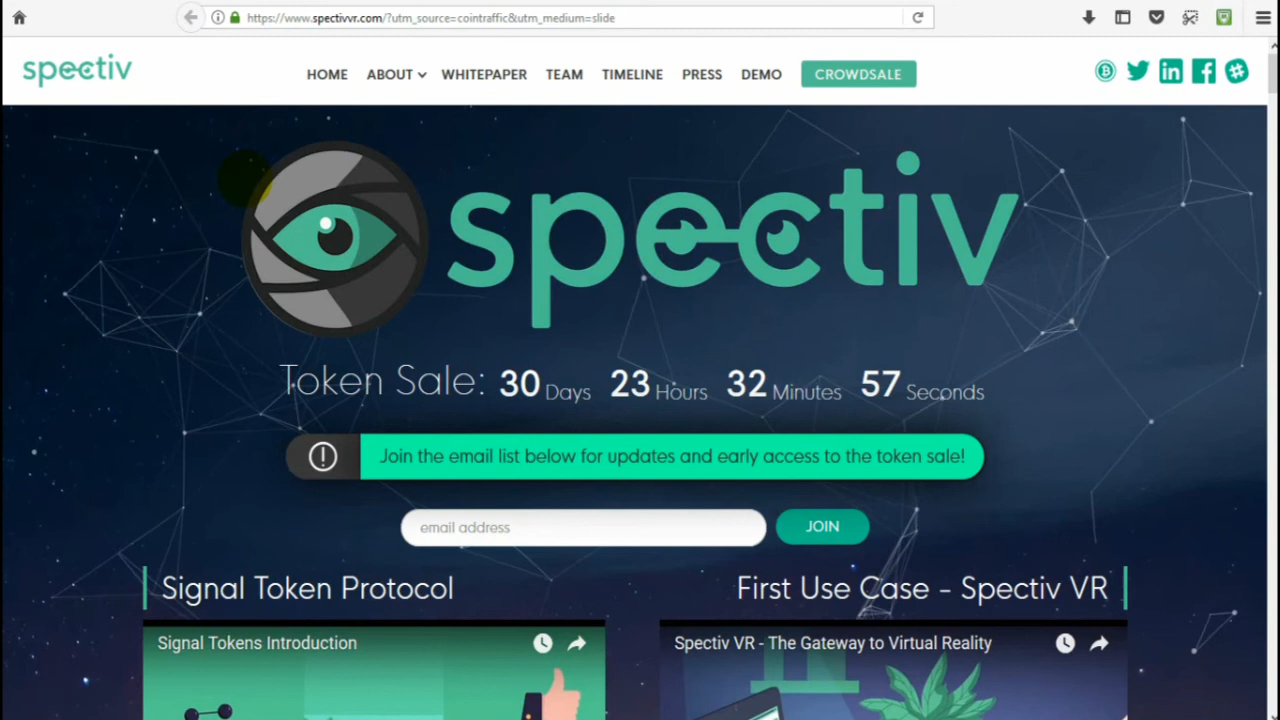 https://www.spectivvr.com/?utm_source=cointraffic&utm_medium=slide
spectiv
HOME ABOUT WHITEPAPER TEAM TIMELINE PRESS DEMO CROWDSALE
spectiv
Token Sale: 30 Days 23 Hours 32 Minutes 57 Seconds
Join the email list below for updates and early access to the token sale!
email address JOIN
Signal Token Protocol
First Use Case - Spectiv VR
Signal Tokens Introduction
Spectiv VR - The Gateway to Virtual Reality